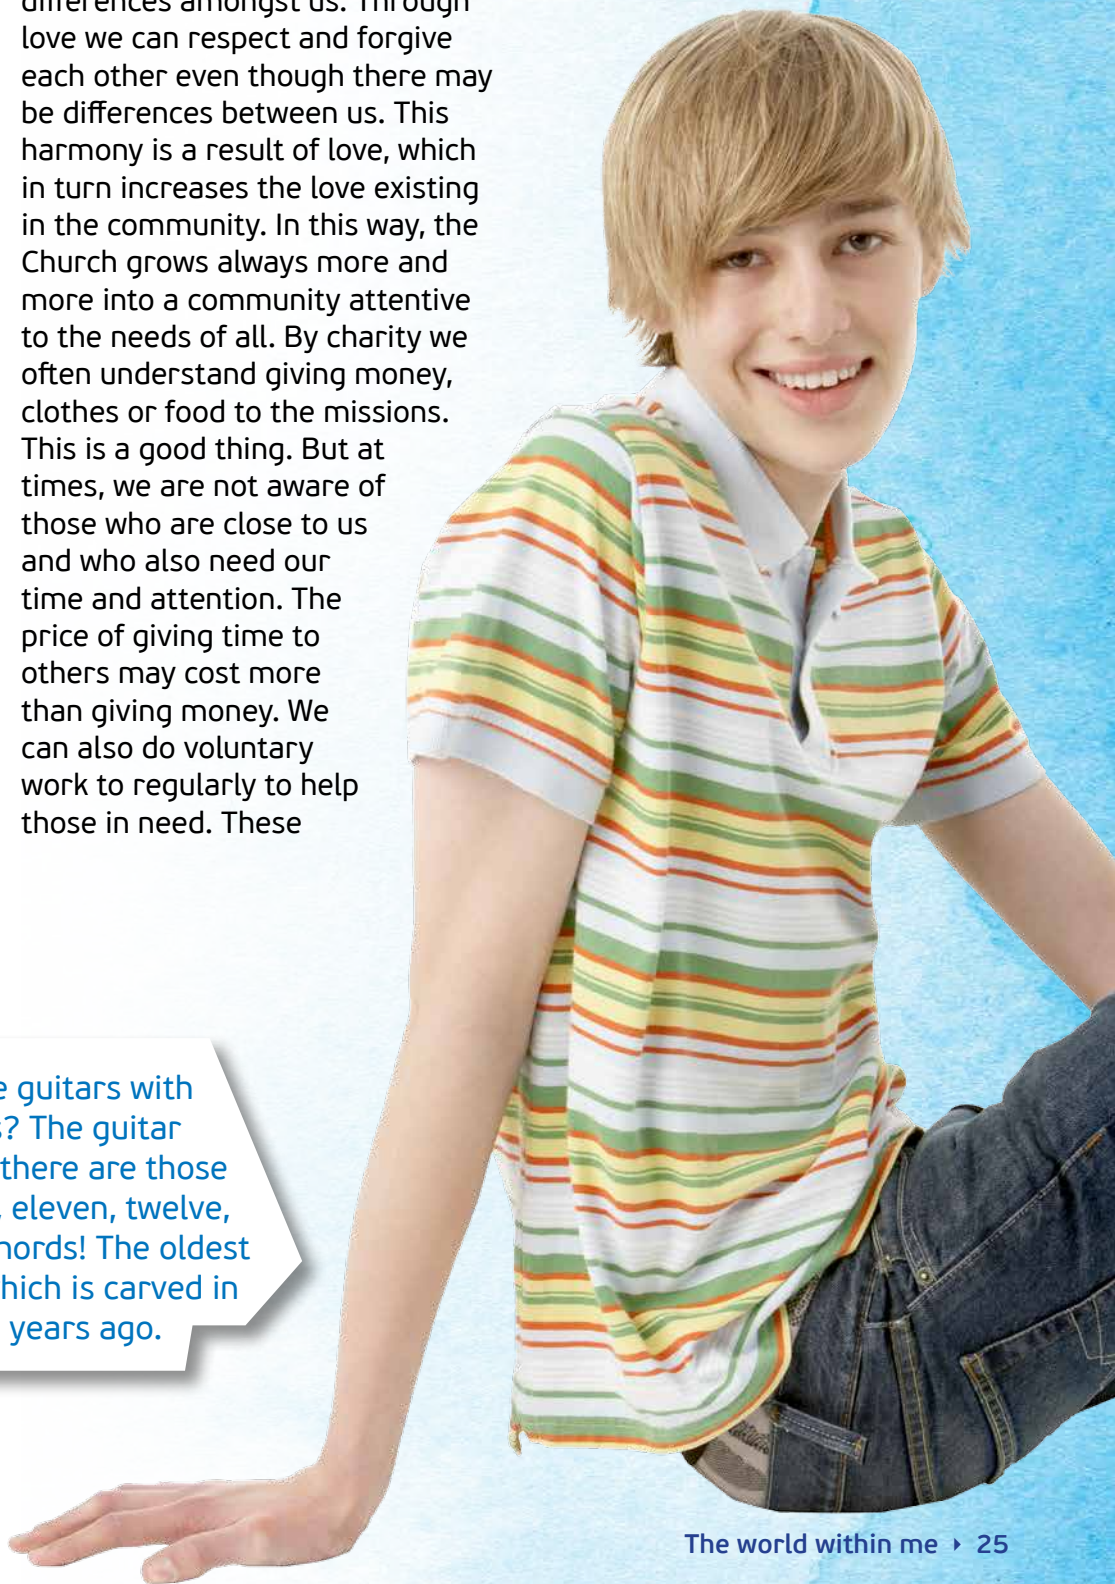 differences amongst us. Through
love we can respect and forgive
each other even though there may
be differences between us. This
harmony is a result of love, which
in turn increases the love existing
in the community. In this way, the
Church grows always more and
more into a community attentive
to the needs of all. By charity we
often understand giving money,
clothes or food to the missions.
This is a good thing. But at
times, we are not aware of
those who are close to us
and who also need our
time and attention. The
price of giving time to
others may cost more
than giving money. We
can also do voluntary
work to regularly to help
those in need. These
guitars with
? The guitar
there are those
eleven, twelve,
! The oldest
which is carved in
years ago.
The world within me ▸ 25